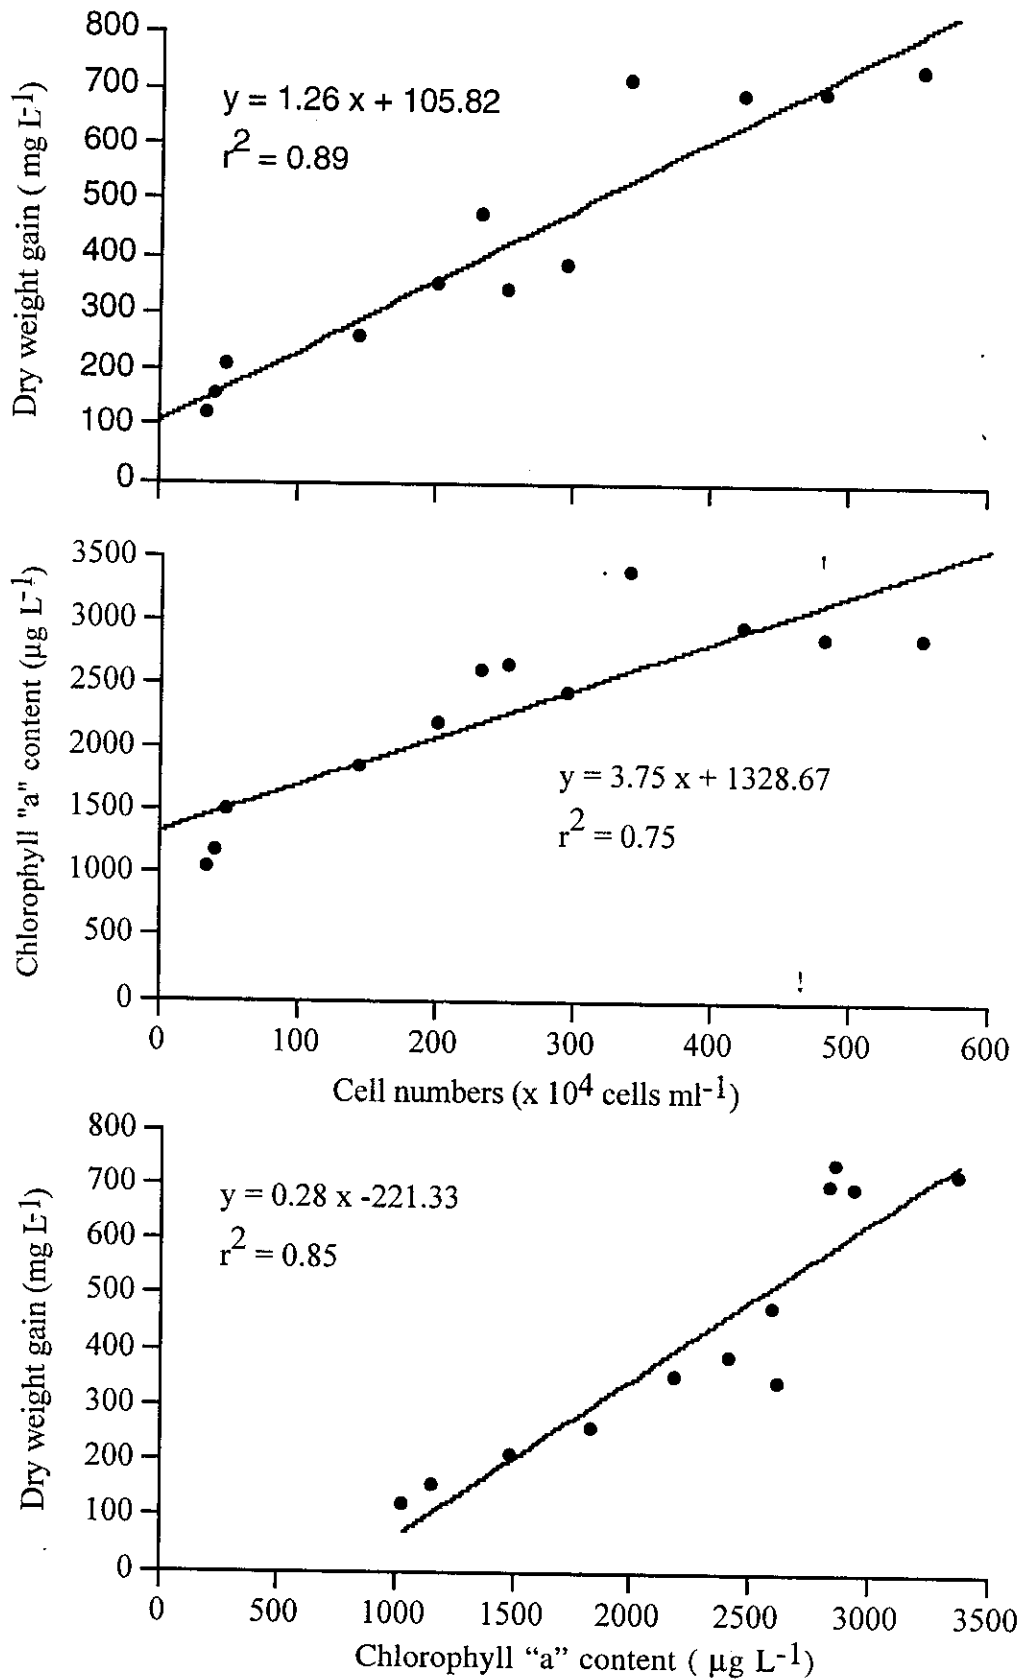 Dry weight gain ( mg L-1)
800
700
600
500
400
300
200
100
0
y = 1.26 x + 105.82
r2 = 0.89
Chlorophyll "a" content (µg L-1)
3500
3000
2500
2000
1500
1000
500
0
y = 3.75 x + 1328.67
r2 = 0.75
0 100 200 300 400 500 600
Cell numbers (x 104 cells ml-1)
Dry weight gain (mg L-1)
800
700
600
500
400
300
200
100
0
y = 0.28 x -221.33
r2 = 0.85
0 500 1000 1500 2000 2500 3000 3500
Chlorophyll “a” content ( µg L-1)